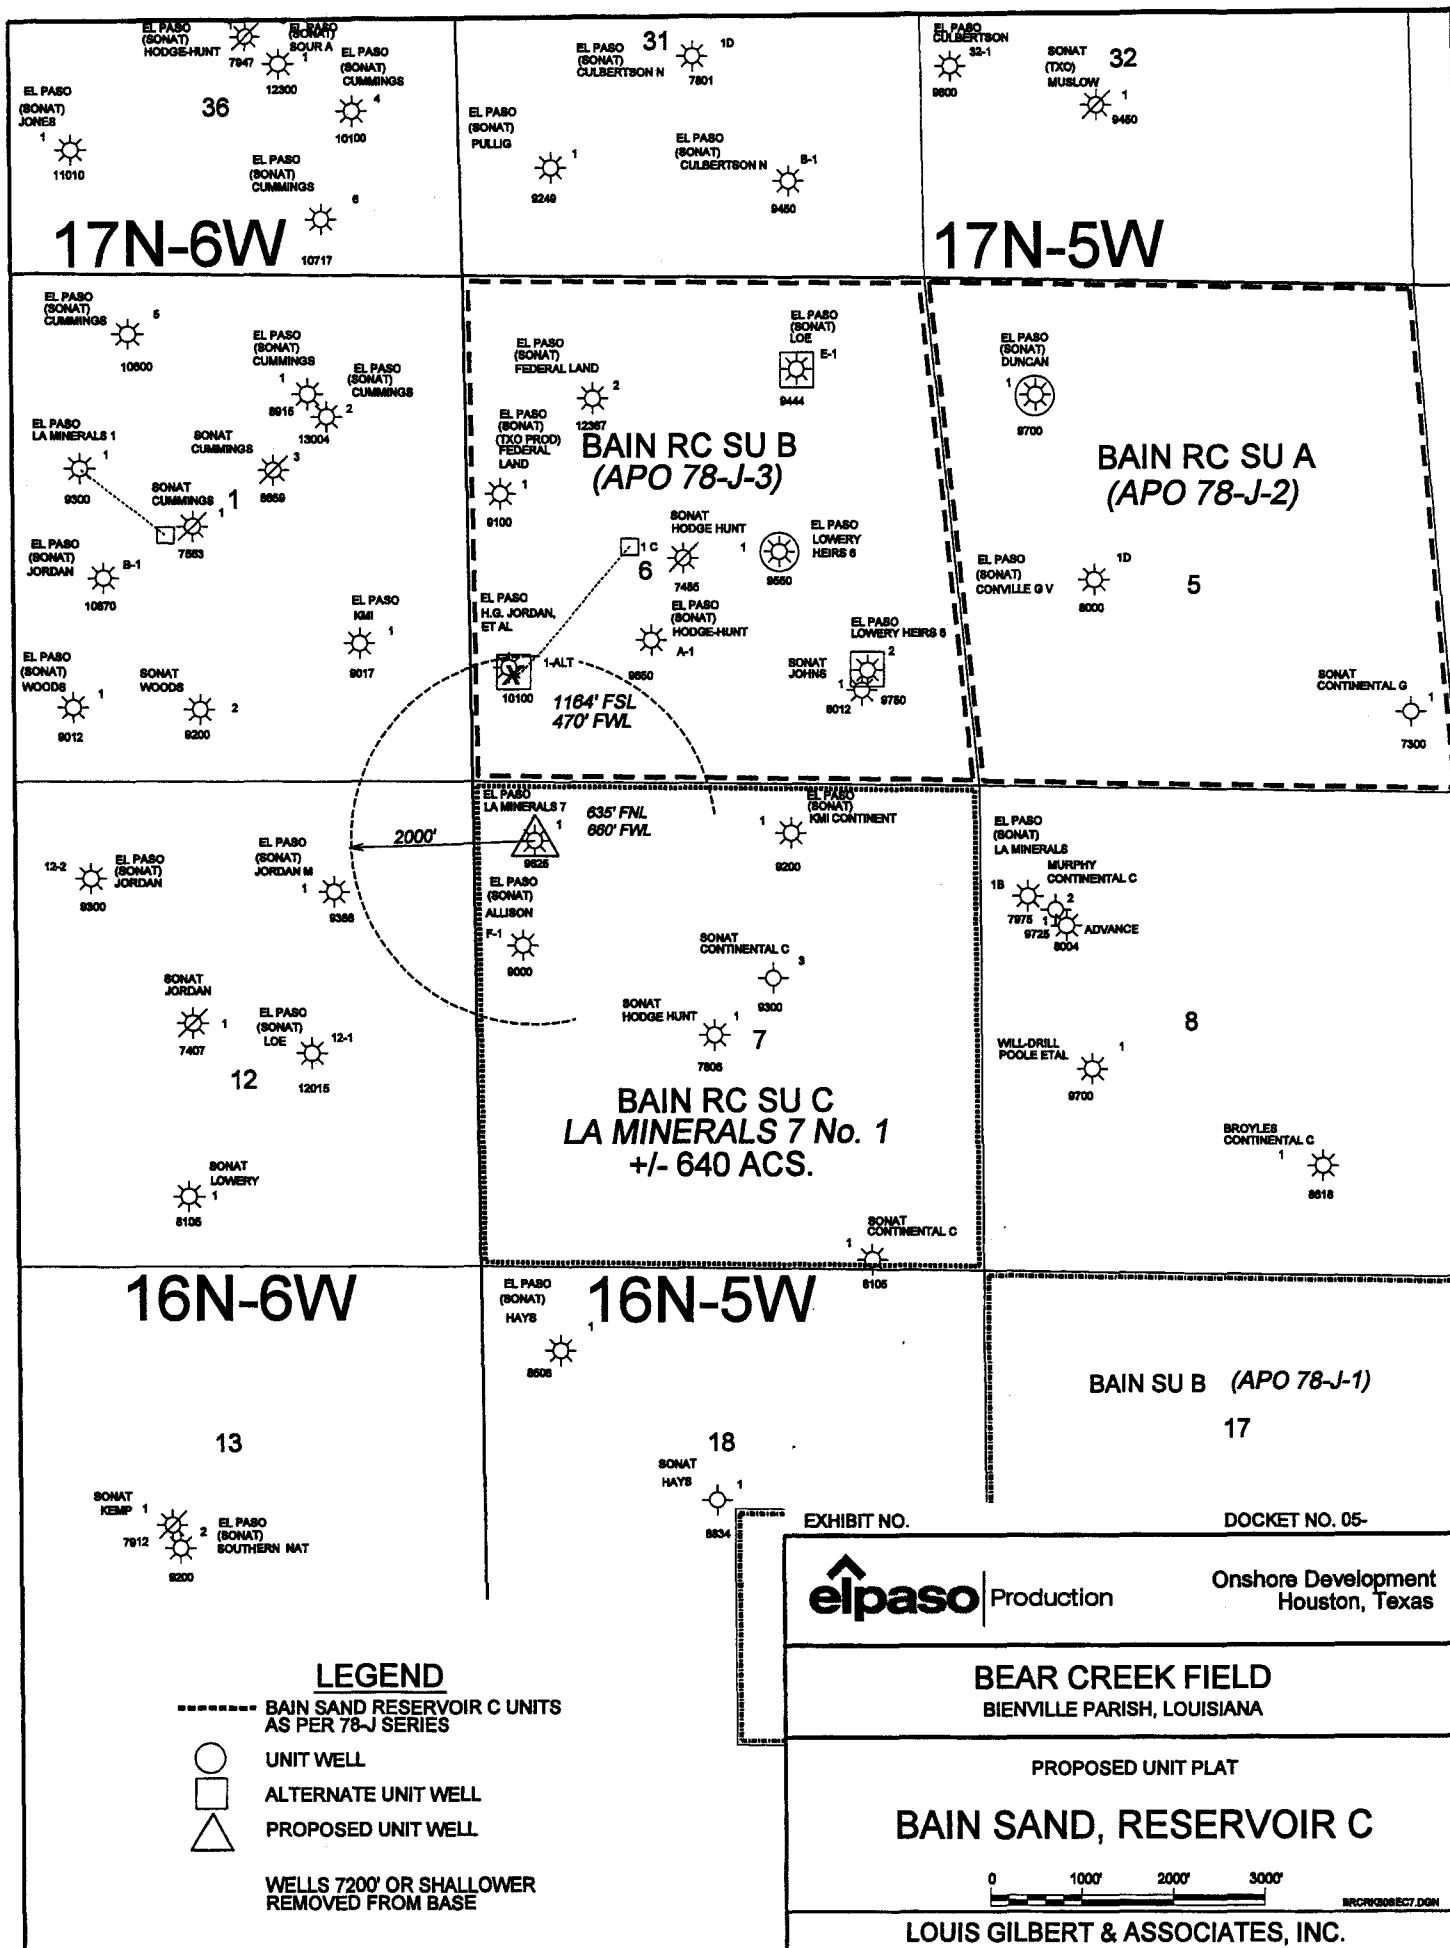 EL PASO
(SONAT)
HODGE-HUNT
7947
EL PASO
(SONAT)
SOUR A
1
12300
EL PASO
(SONAT)
CUMMINGS
4
10100
36
EL PASO
(SONAT)
JONES
1
11010
EL PASO
(SONAT)
CUMMINGS
6
10717
17N-6W
EL PASO
(SONAT)
CULBERTSON N
31
1D
7801
EL PASO
(SONAT)
PULLIG
1
9249
EL PASO
(SONAT)
CULBERTSON N
B-1
9450
EL PASO
CULBERTSON
32-1
9600
SONAT
(TXO)
MUSLOW
32
1
9450
17N-5W
EL PASO
(SONAT)
CUMMINGS
5
10600
EL PASO
(SONAT)
CUMMINGS
1
8915
EL PASO
(SONAT)
CUMMINGS
2
13004
EL PASO
LA MINERALS 1
1
9300
SONAT
CUMMINGS
3
8659
SONAT
CUMMINGS
1
7553
1
EL PASO
(SONAT)
JORDAN
B-1
10670
EL PASO
KMI
1
9017
EL PASO
(SONAT)
WOODS
1
9012
SONAT
WOODS
2
9200
EL PASO
(SONAT)
LOE
E-1
9444
EL PASO
(SONAT)
FEDERAL LAND
2
12367
EL PASO
(SONAT)
(TXO PROD)
FEDERAL
LAND
1
9100
BAIN RC SU B
(APO 78-J-3)
SONAT
HODGE HUNT
1 C
6
7485
EL PASO
LOWERY
HEIRS 6
1
9550
EL PASO
H.G. JORDAN,
ET AL
1-ALT
10100
EL PASO
(SONAT)
HODGE-HUNT
A-1
9650
1164' FSL
470' FWL
EL PASO
LOWERY HEIRS 6
2
9750
SONAT
JOHNS
1
8012
EL PASO
(SONAT)
DUNCAN
1
9700
BAIN RC SU A
(APO 78-J-2)
EL PASO
(SONAT)
CONVILLE G V
1D
8000
5
SONAT
CONTINENTAL G
1
7300
EL PASO
LA MINERALS 7
1
9625
635' FNL
660' FWL
2000'
EL PASO
(SONAT)
KMI CONTINENT
1
9200
EL PASO
(SONAT)
ALLISON
F-1
9000
SONAT
CONTINENTAL C
3
9300
SONAT
HODGE HUNT
1
7
7806
BAIN RC SU C
LA MINERALS 7 No. 1
+/- 640 ACS.
SONAT
CONTINENTAL C
1
8105
12-2
EL PASO
(SONAT)
JORDAN
9300
EL PASO
(SONAT)
JORDAN M
1
9366
SONAT
JORDAN
1
7407
EL PASO
(SONAT)
LOE
12-1
12015
12
SONAT
LOWERY
1
8105
EL PASO
(SONAT)
LA MINERALS
1B
7975
MURPHY
CONTINENTAL C
2
9725
1
ADVANCE
8004
8
WILL-DRILL
POOLE ETAL
1
9700
BROYLES
CONTINENTAL C
1
8618
16N-6W
16N-5W
EL PASO
(SONAT)
HAYS
1
8506
BAIN SU B (APO 78-J-1)
17
13
SONAT
KEMP
1
7912
2
EL PASO
(SONAT)
SOUTHERN NAT
9200
18
SONAT
HAYS
1
8834
EXHIBIT NO. DOCKET NO. 05-
elpaso Production
Onshore Development
Houston, Texas
BEAR CREEK FIELD
BIENVILLE PARISH, LOUISIANA
PROPOSED UNIT PLAT
BAIN SAND, RESERVOIR C
0 1000' 2000' 3000'
BRCRK808EC7.DGN
LOUIS GILBERT & ASSOCIATES, INC.
LEGEND
BAIN SAND RESERVOIR C UNITS
AS PER 78-J SERIES
UNIT WELL
ALTERNATE UNIT WELL
PROPOSED UNIT WELL
WELLS 7200' OR SHALLOWER
REMOVED FROM BASE